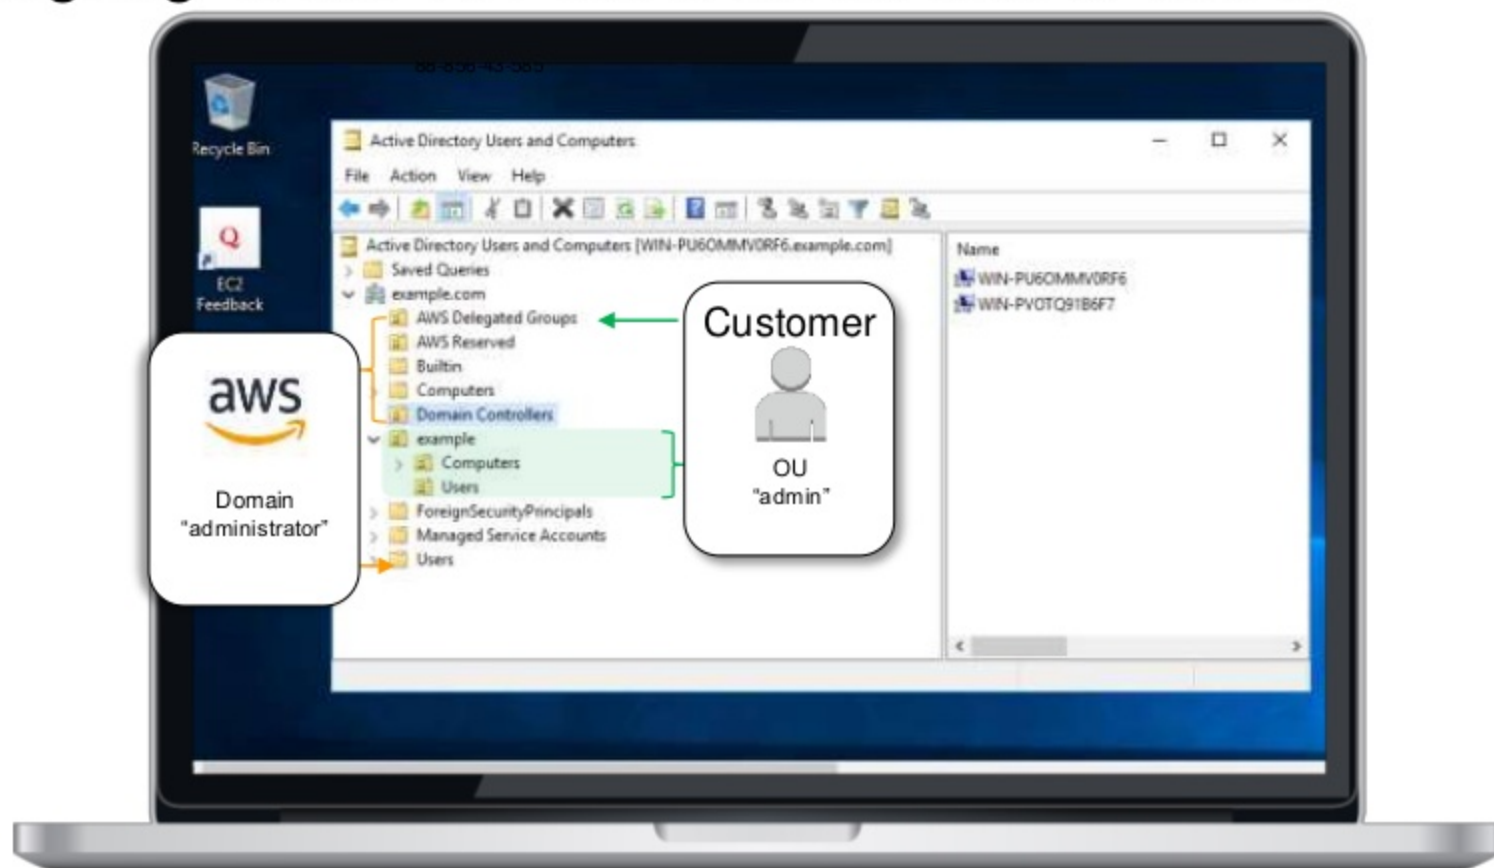 Recycle Bin
EC2
Feedback
Active Directory Users and Computers
File Action View Help
Active Directory Users and Computers [WIN-PU6OMMV0RF6.example.com]
Saved Queries
example.com
AWS Delegated Groups
AWS Reserved
Builtin
Computers
Domain Controllers
example
Computers
Users
ForeignSecurityPrincipals
Managed Service Accounts
Users
Name
WIN-PU6OMMV0RF6
WIN-PVOTQ91B6F7
aws
Domain
“administrator”
Customer
OU
“admin”